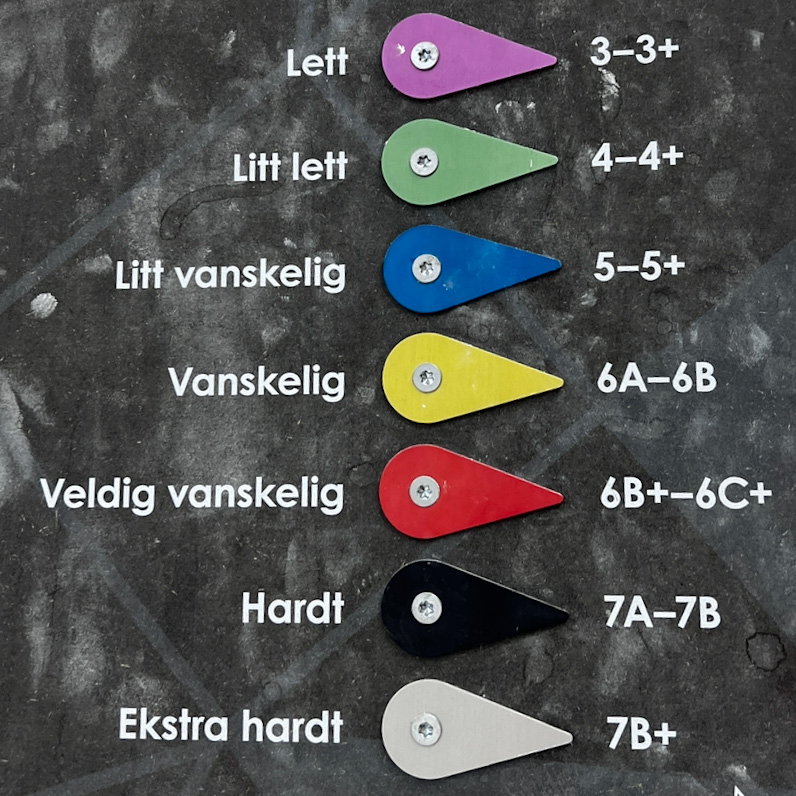 Lett 3–3+
Litt lett 4–4+
Litt vanskelig 5–5+
Vanskelig 6A–6B
Veldig vanskelig 6B+–6C+
Hardt 7A–7B
Ekstra hardt 7B+